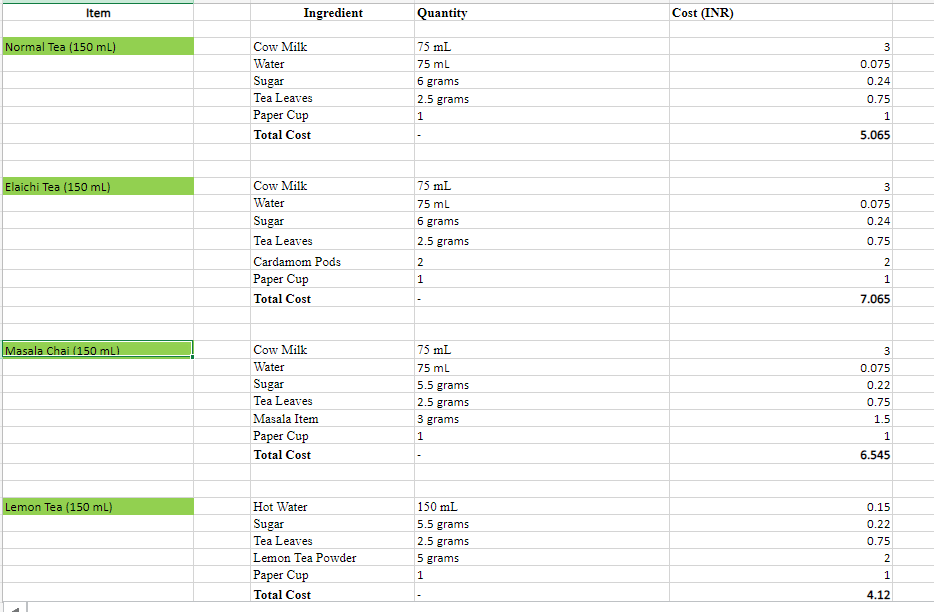 Item Ingredient Quantity Cost (INR)
Normal Tea (150 mL) Cow Milk 75 mL 3
Water 75 mL 0.075
Sugar 6 grams 0.24
Tea Leaves 2.5 grams 0.75
Paper Cup 1 1
Total Cost - 5.065
Elaichi Tea (150 mL) Cow Milk 75 mL 3
Water 75 mL 0.075
Sugar 6 grams 0.24
Tea Leaves 2.5 grams 0.75
Cardamom Pods 2 2
Paper Cup 1 1
Total Cost - 7.065
Masala Chai (150 mL) Cow Milk 75 mL 3
Water 75 mL 0.075
Sugar 5.5 grams 0.22
Tea Leaves 2.5 grams 0.75
Masala Item 3 grams 1.5
Paper Cup 1 1
Total Cost - 6.545
Lemon Tea (150 mL) Hot Water 150 mL 0.15
Sugar 5.5 grams 0.22
Tea Leaves 2.5 grams 0.75
Lemon Tea Powder 5 grams 2
Paper Cup 1 1
Total Cost - 4.12